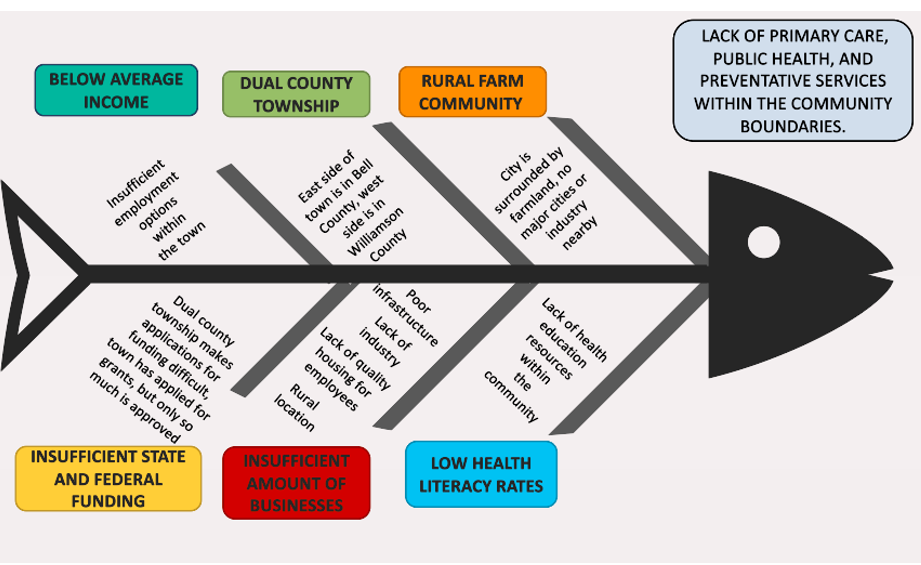 LACK OF PRIMARY CARE,
PUBLIC HEALTH, AND
PREVENTATIVE SERVICES
WITHIN THE COMMUNITY
BOUNDARIES.
BELOW AVERAGE
INCOME
DUAL COUNTY
TOWNSHIP
RURAL FARM
COMMUNITY
Insufficient
employment
options
within
the town
East side of
town is in Bell
County, west
side is in
Williamson
County
City is
surrounded by
farmland, no
major cities or
industry
nearby
Dual county
township makes
applications for
funding difficult,
town has applied for
grants, but only so
much is approved
Poor
infrastructure
Lack of
industry
Lack of quality
housing for
employees
Rural
location
Lack of health
education
resources
within
the
community
INSUFFICIENT STATE
AND FEDERAL
FUNDING
INSUFFICIENT
AMOUNT OF
BUSINESSES
LOW HEALTH
LITERACY RATES